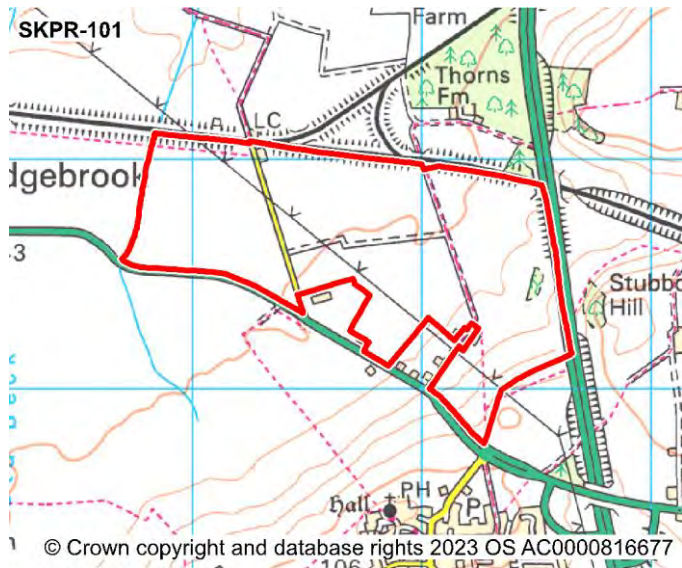 SKPR-101
Farm
Thorns
Fm
LC
dgebrook
43
Stubbo
Hill
PH
Hall
P
106
© Crown copyright and database rights 2023 OS AC0000816677